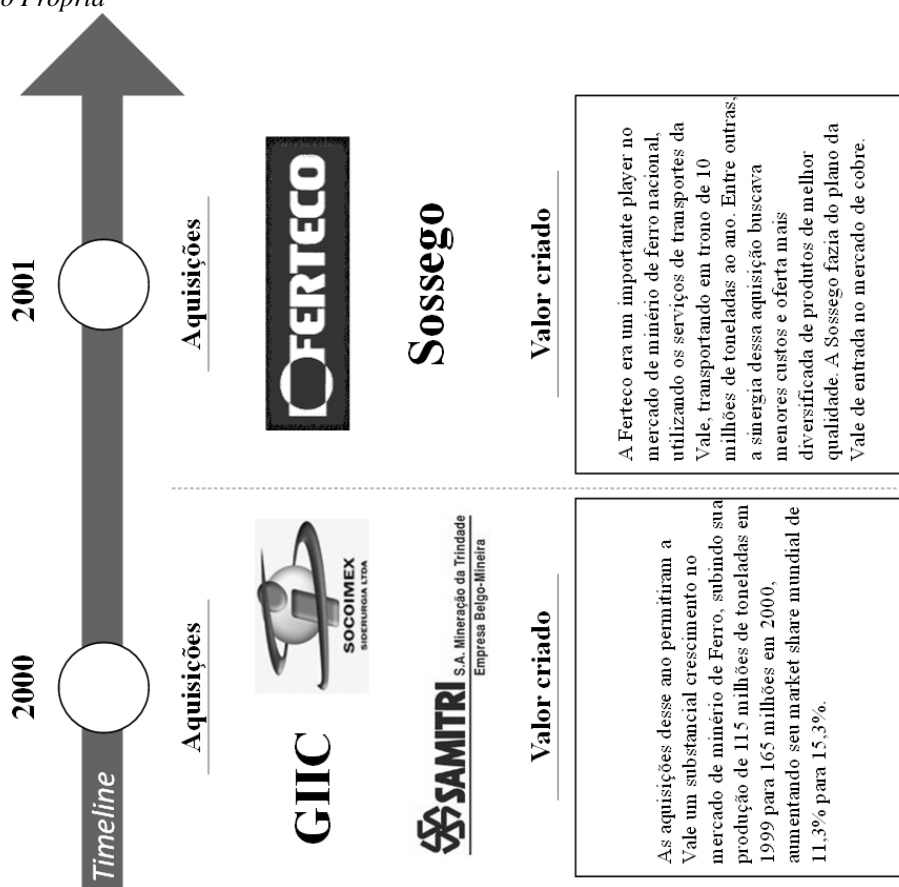 o Própria
Timeline
2000
Aquisições
GIIC
SOCOIMEX
SIDERURGIA LTDA
SAMITRI
S.A. Mineração da Trindade
Empresa Belgo-Mineira
Valor criado
As aquisições desse ano permitiram a
Vale um substancial crescimento no
mercado de minério de Ferro, subindo sua
produção de 115 milhões de toneladas em
1999 para 165 milhões em 2000,
aumentando seu market share mundial de
11,3% para 15,3%.
2001
Aquisições
FERTECO
Sossego
Valor criado
A Ferteco era um importante player no
mercado de minério de ferro nacional,
utilizando os serviços de transportes da
Vale, transportando em trono de 10
milhões de toneladas ao ano. Entre outras,
a sinergia dessa aquisição buscava
menores custos e oferta mais
diversificada de produtos de melhor
qualidade. A Sossego fazia do plano da
Vale de entrada no mercado de cobre.